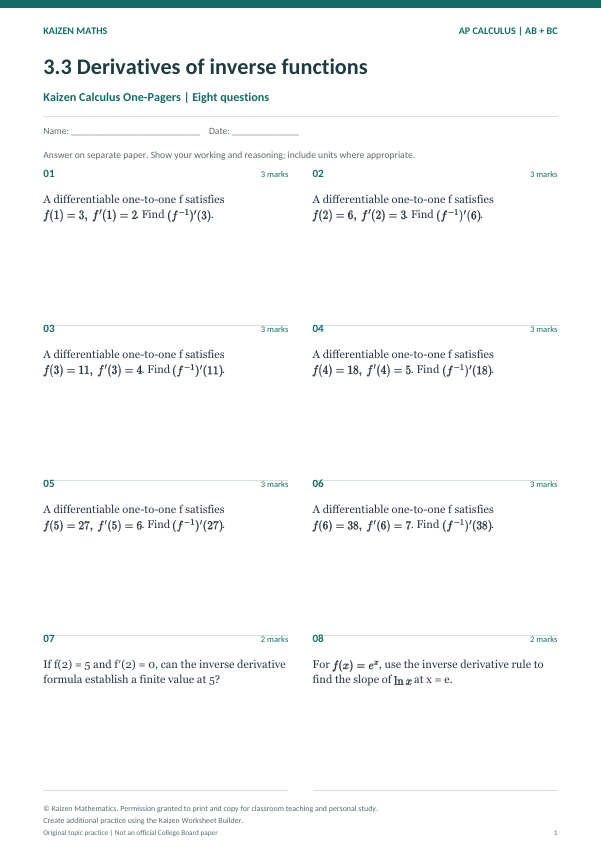 KAIZEN MATHS
AP CALCULUS | AB + BC
3.3 Derivatives of inverse functions
Kaizen Calculus One-Pagers | Eight questions
Name: ___________________________ Date: ______________
Answer on separate paper. Show your working and reasoning; include units where appropriate.
01 3 marks
A differentiable one-to-one f satisfies
f(1) = 3, f′(1) = 2. Find (f⁻¹)′(3).
02 3 marks
A differentiable one-to-one f satisfies
f(2) = 6, f′(2) = 3. Find (f⁻¹)′(6).
03 3 marks
A differentiable one-to-one f satisfies
f(3) = 11, f′(3) = 4. Find (f⁻¹)′(11).
04 3 marks
A differentiable one-to-one f satisfies
f(4) = 18, f′(4) = 5. Find (f⁻¹)′(18).
05 3 marks
A differentiable one-to-one f satisfies
f(5) = 27, f′(5) = 6. Find (f⁻¹)′(27).
06 3 marks
A differentiable one-to-one f satisfies
f(6) = 38, f′(6) = 7. Find (f⁻¹)′(38).
07 2 marks
If f(2) = 5 and f′(2) = 0, can the inverse derivative
formula establish a finite value at 5?
08 2 marks
For f(x) = eˣ, use the inverse derivative rule to
find the slope of ln x at x = e.
© Kaizen Mathematics. Permission granted to print and copy for classroom teaching and personal study.
Create additional practice using the Kaizen Worksheet Builder.
Original topic practice | Not an official College Board paper
1